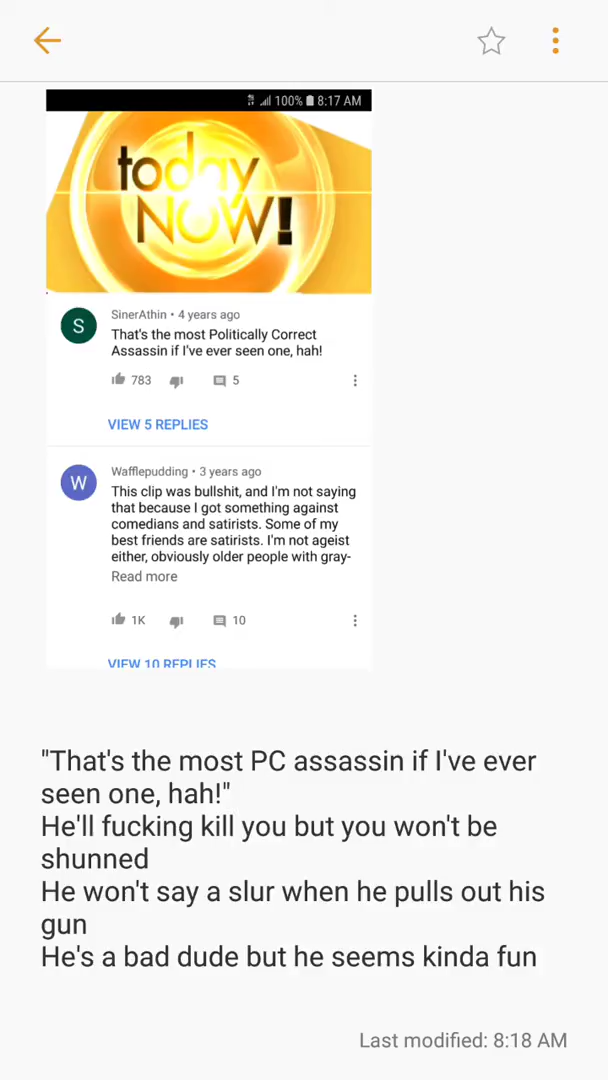 100% 8:17 AM
today
NOW!
S
SinerAthin • 4 years ago
That's the most Politically Correct
Assassin if I've ever seen one, hah!
783 5
VIEW 5 REPLIES
W
Wafflepudding • 3 years ago
This clip was bullshit, and I'm not saying
that because I got something against
comedians and satirists. Some of my
best friends are satirists. I'm not ageist
either, obviously older people with gray-
Read more
1K 10
VIEW 10 REPLIES
"That's the most PC assassin if I've ever
seen one, hah!"
He'll fucking kill you but you won't be
shunned
He won't say a slur when he pulls out his
gun
He's a bad dude but he seems kinda fun
Last modified: 8:18 AM